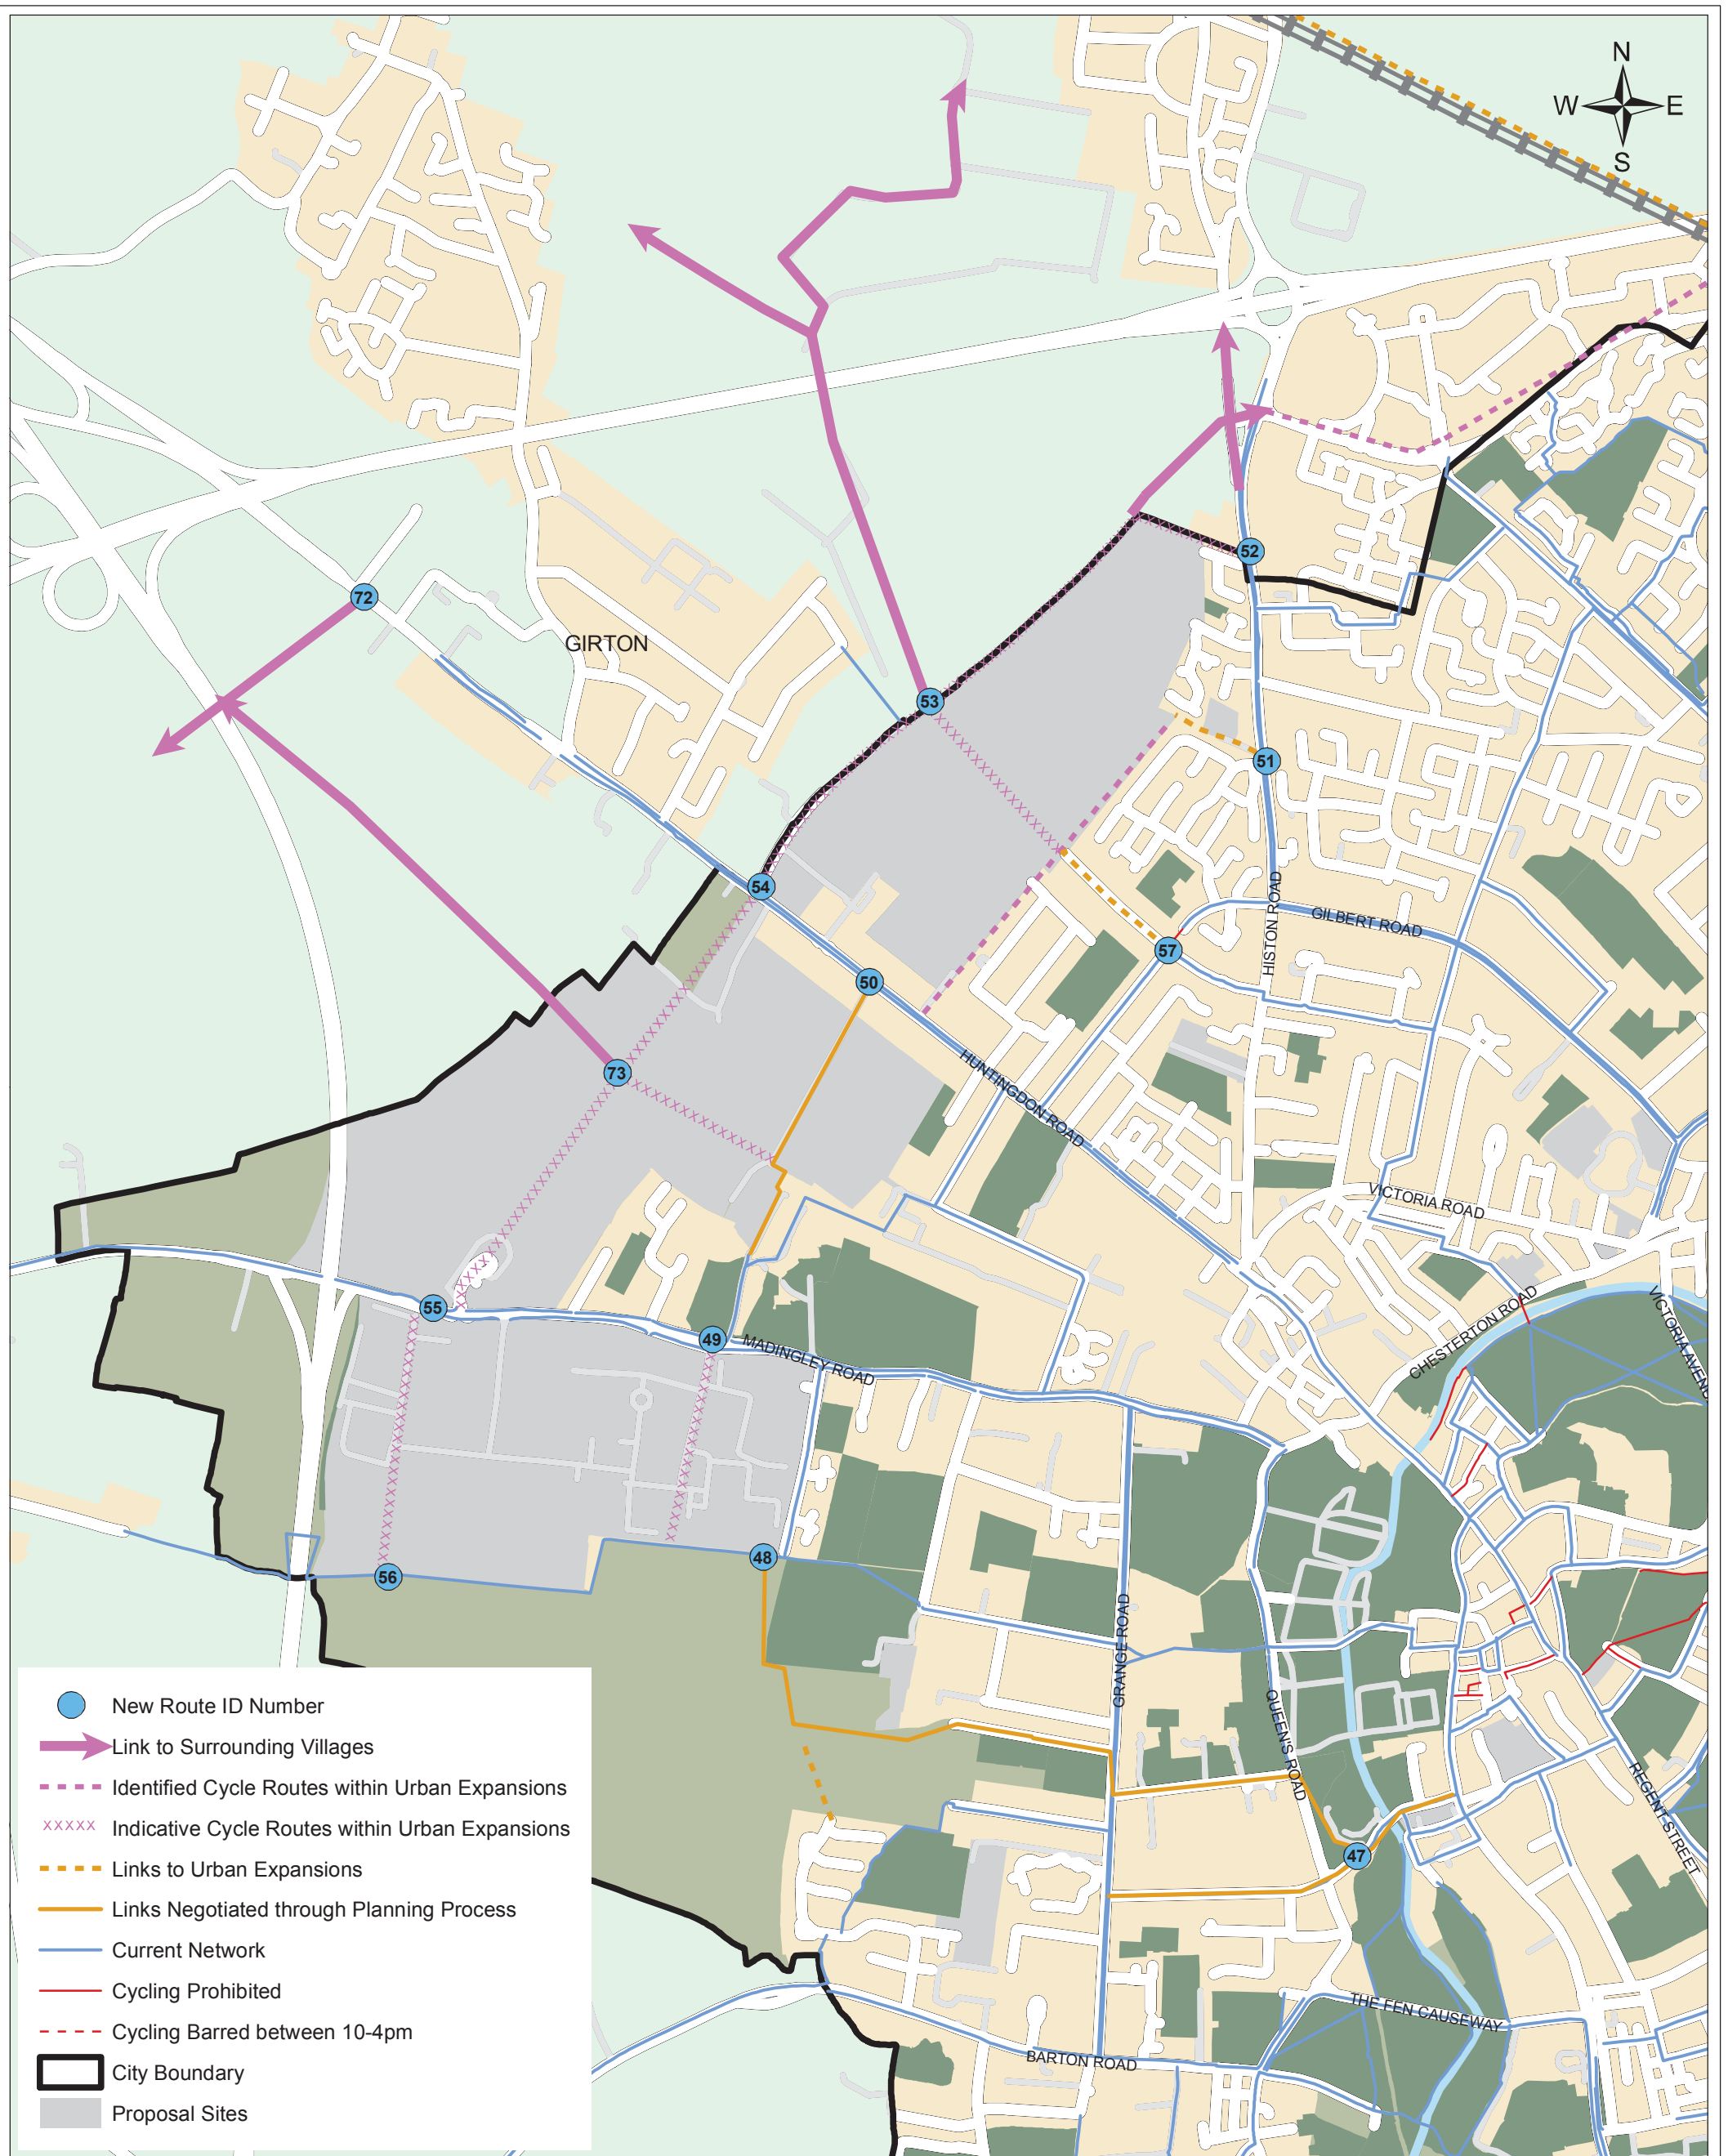 N
W E
S
52
72
GIRTON
53
51
54
HISTON ROAD
GILBERT ROAD
57
50
HUNTINGDON ROAD
73
VICTORIA ROAD
55
49
MADINGLEY ROAD
CHESTERTON ROAD
VICTORIA AVENU
48
56
GRANGE ROAD
QUEEN'S ROAD
REGENT STREET
47
THE FEN CAUSEWAY
BARTON ROAD
New Route ID Number
Link to Surrounding Villages
Identified Cycle Routes within Urban Expansions
xxxxx Indicative Cycle Routes within Urban Expansions
Links to Urban Expansions
Links Negotiated through Planning Process
Current Network
Cycling Prohibited
Cycling Barred between 10-4pm
City Boundary
Proposal Sites